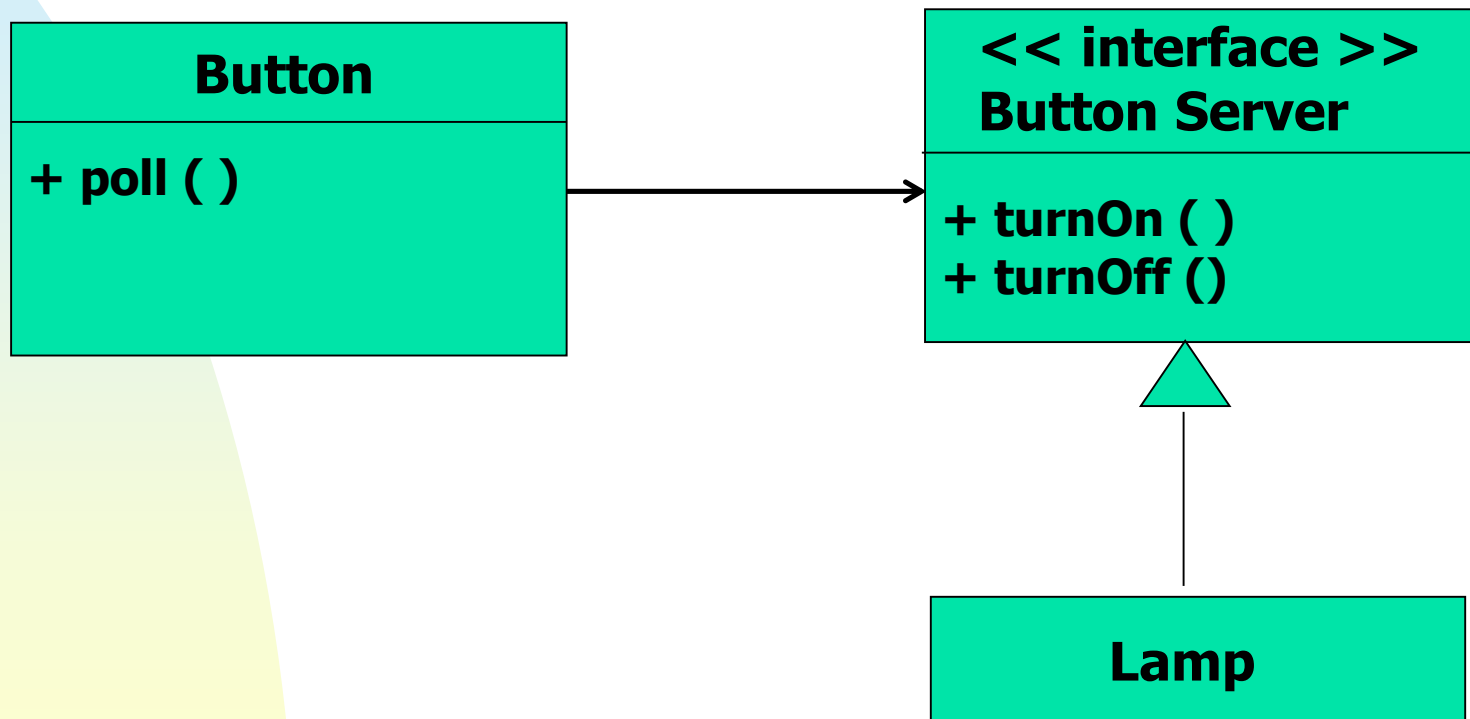 Button
+ poll ( )
<< interface >>
Button Server
+ turnOn ( )
+ turnOff ()
Lamp